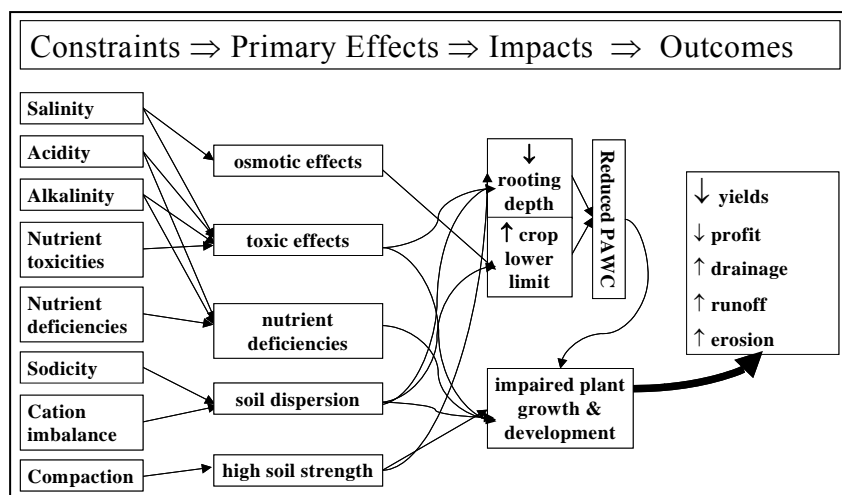 Constraints ⇒ Primary Effects ⇒ Impacts ⇒ Outcomes
Salinity
Acidity
Alkalinity
Nutrient
toxicities
Nutrient
deficiencies
Sodicity
Cation
imbalance
Compaction
osmotic effects
toxic effects
nutrient
deficiencies
soil dispersion
high soil strength
↓
rooting
depth
↑ crop
lower
limit
Reduced PAWC
impaired plant
growth &
development
↓ yields
↓ profit
↑ drainage
↑ runoff
↑ erosion